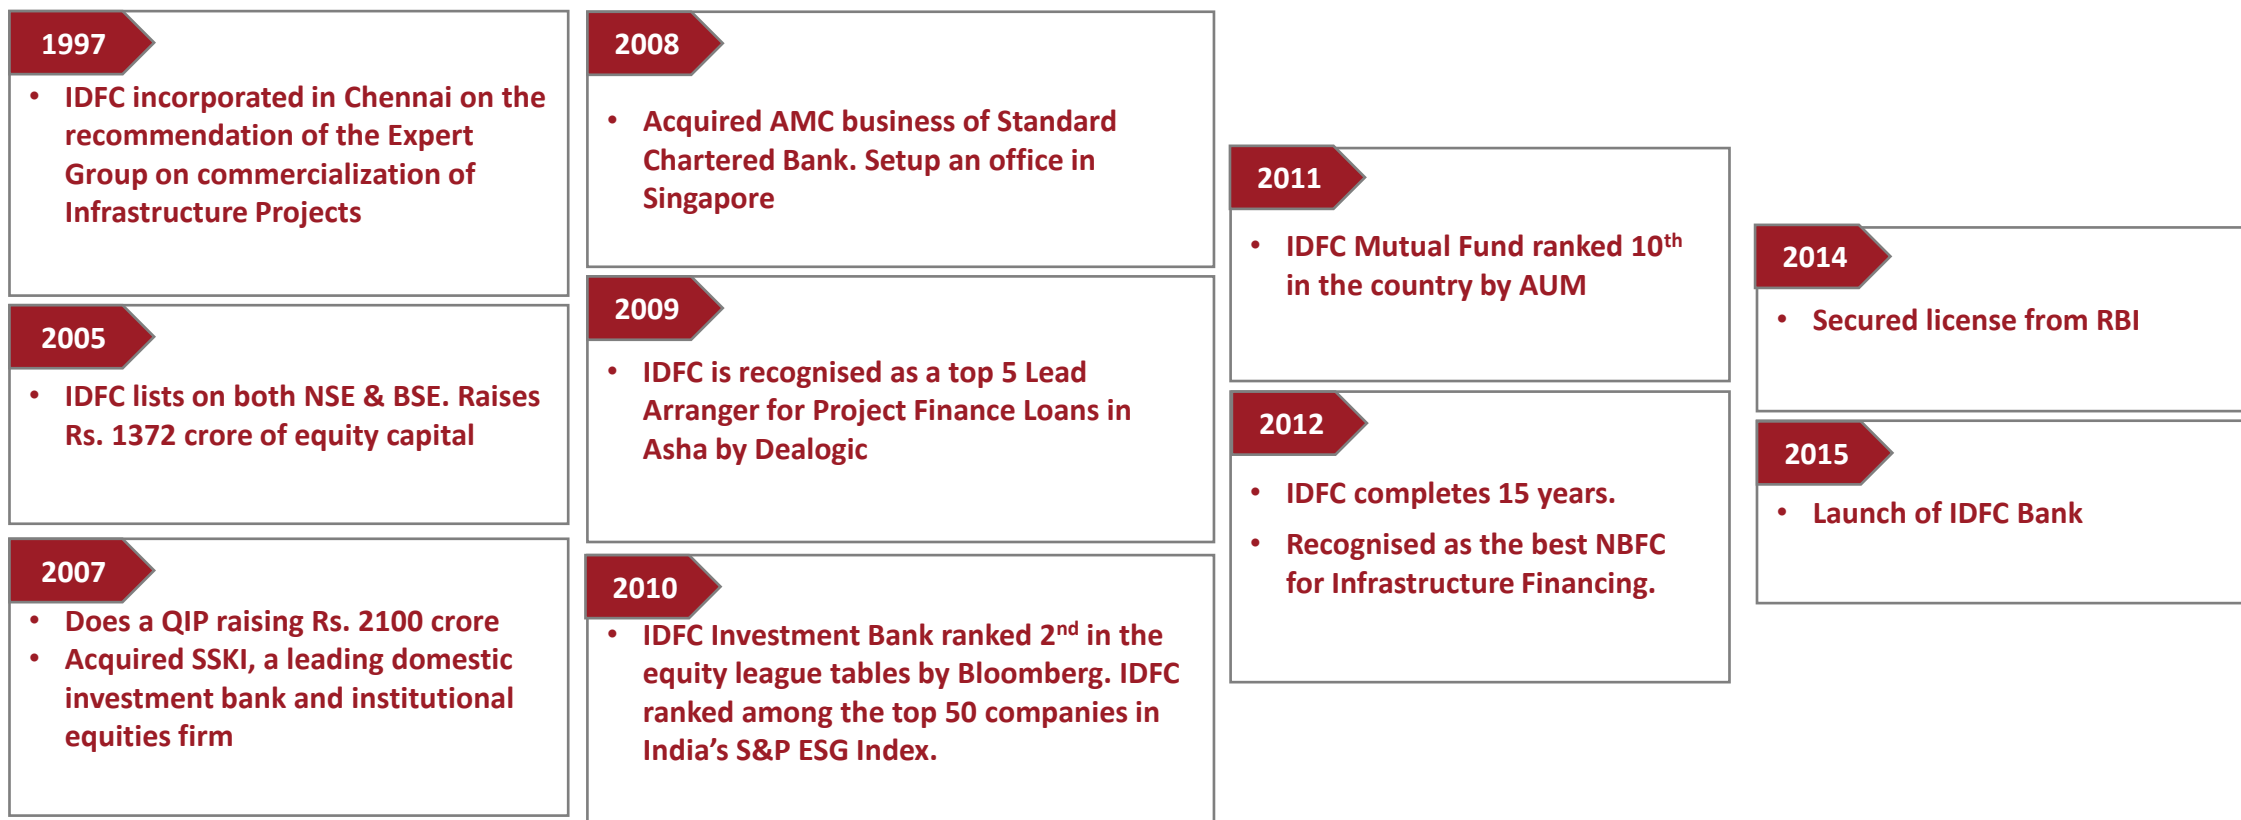 1997
• IDFC incorporated in Chennai on the
recommendation of the Expert
Group on commercialization of
Infrastructure Projects
2005
• IDFC lists on both NSE & BSE. Raises
Rs. 1372 crore of equity capital
2007
• Does a QIP raising Rs. 2100 crore
• Acquired SSKI, a leading domestic
investment bank and institutional
equities firm
2008
• Acquired AMC business of Standard
Chartered Bank. Setup an office in
Singapore
2009
• IDFC is recognised as a top 5 Lead
Arranger for Project Finance Loans in
Asha by Dealogic
2010
• IDFC Investment Bank ranked 2nd in the
equity league tables by Bloomberg. IDFC
ranked among the top 50 companies in
India’s S&P ESG Index.
2011
• IDFC Mutual Fund ranked 10th
in the country by AUM
2012
• IDFC completes 15 years.
• Recognised as the best NBFC
for Infrastructure Financing.
2014
• Secured license from RBI
2015
• Launch of IDFC Bank